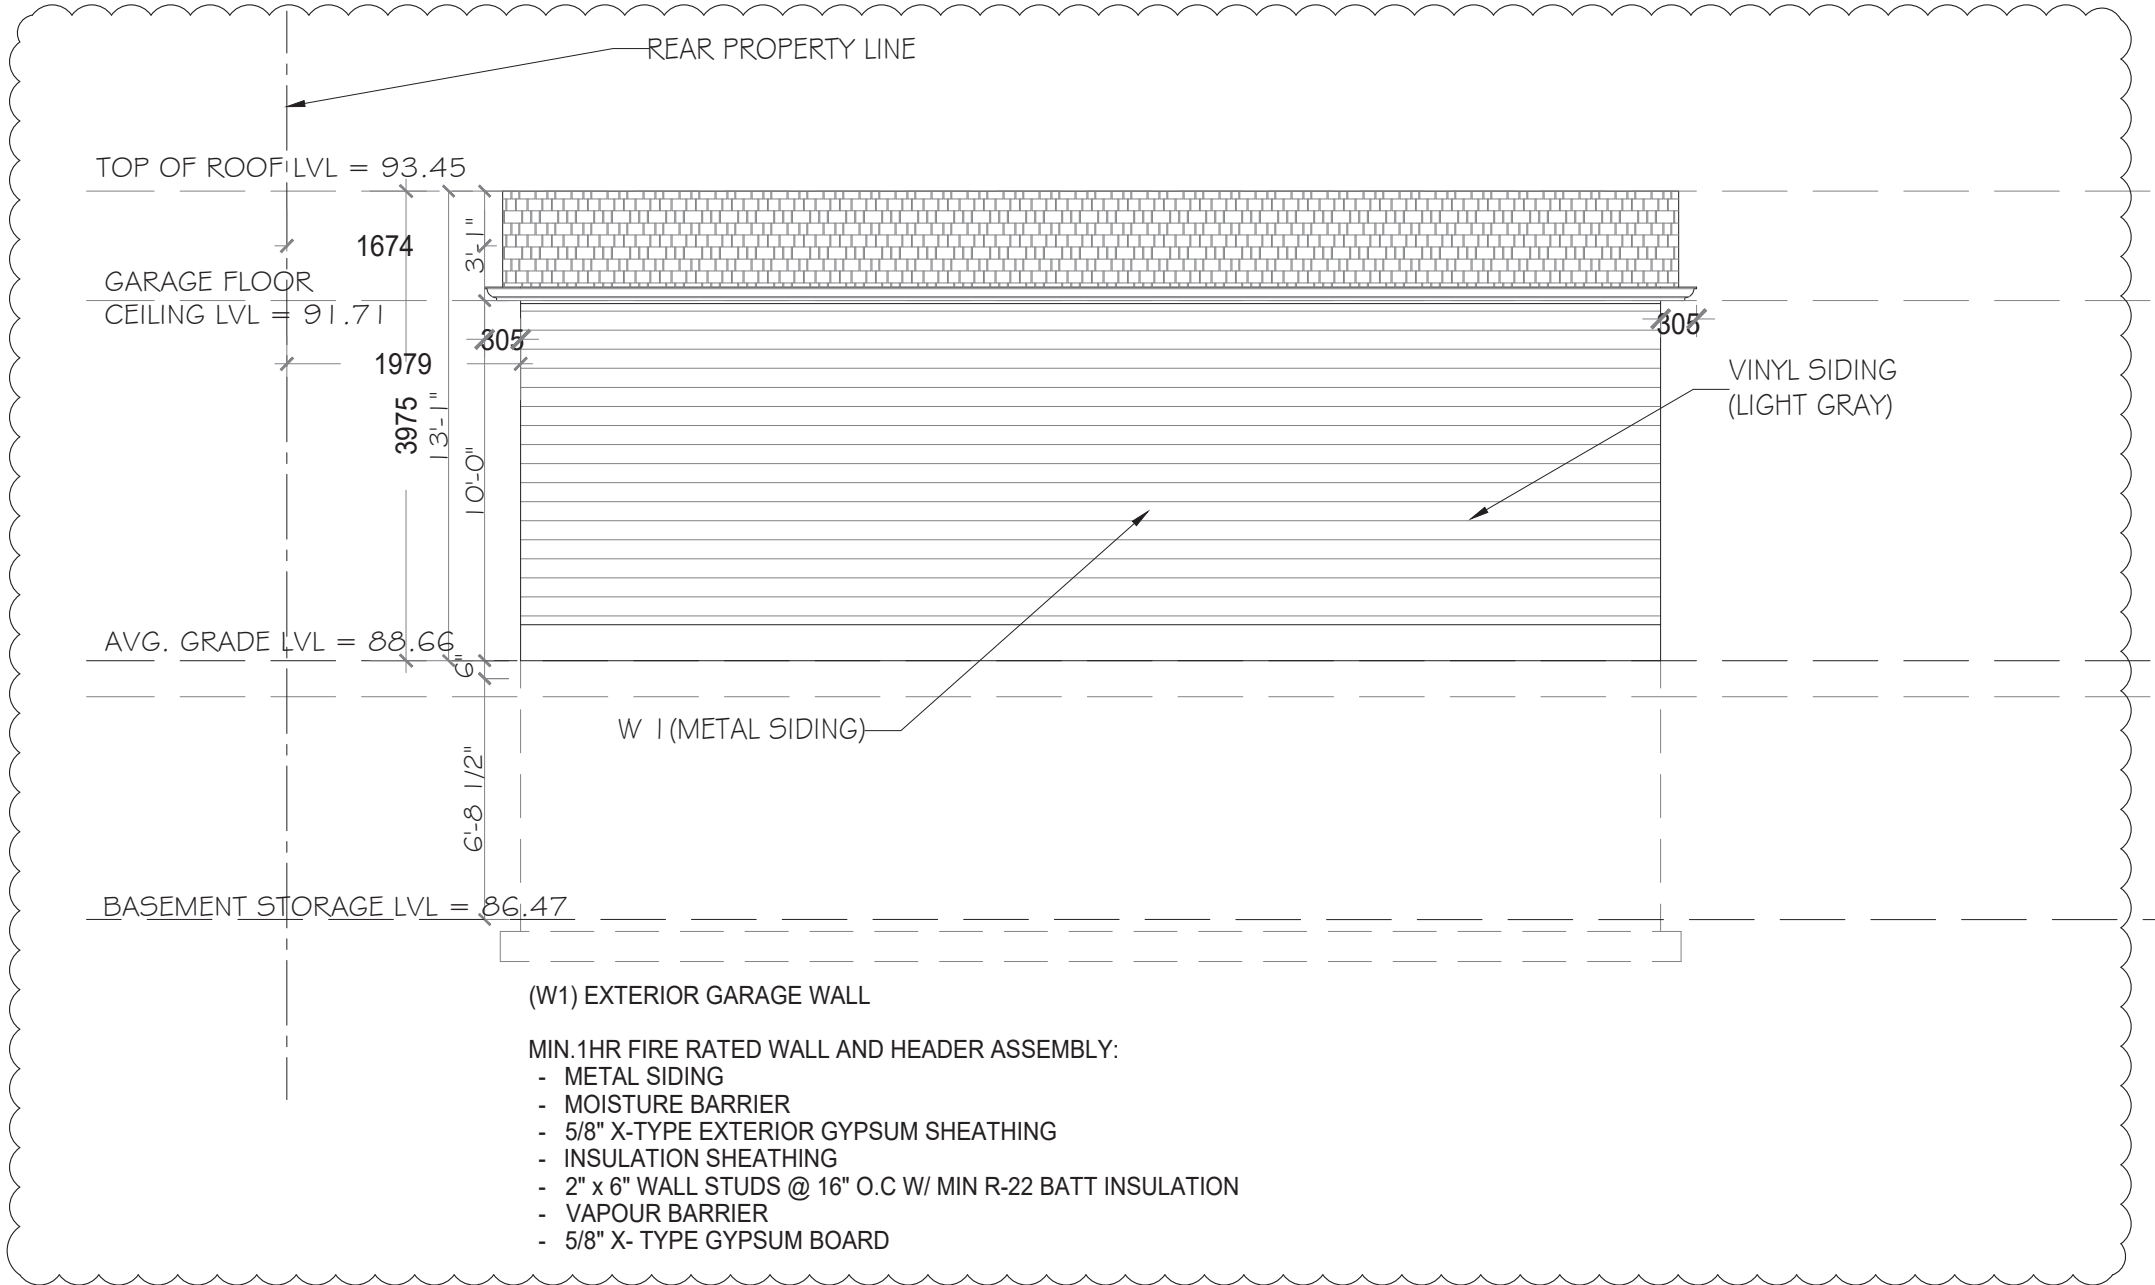 REAR PROPERTY LINE
TOP OF ROOF LVL = 93.45
1674
3'-1"
GARAGE FLOOR
CEILING LVL = 91.71
305
305
1979
VINYL SIDING
(LIGHT GRAY)
3975
13'-1"
10'-0"
AVG. GRADE LVL = 88.66
6"
W 1(METAL SIDING)
6'-8 1/2"
BASEMENT STORAGE LVL = 86.47
(W1) EXTERIOR GARAGE WALL
MIN.1HR FIRE RATED WALL AND HEADER ASSEMBLY:
- METAL SIDING
- MOISTURE BARRIER
- 5/8" X-TYPE EXTERIOR GYPSUM SHEATHING
- INSULATION SHEATHING
- 2" x 6" WALL STUDS @ 16" O.C W/ MIN R-22 BATT INSULATION
- VAPOUR BARRIER
- 5/8" X- TYPE GYPSUM BOARD